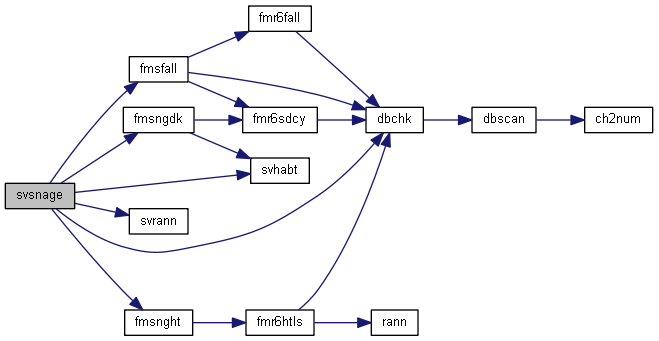 fmr6fall
fmsfall
fmsngdk
fmr6sdcy
dbchk
dbscan
ch2num
svhabt
svsnage
svrann
fmsnght
fmr6htls
rann